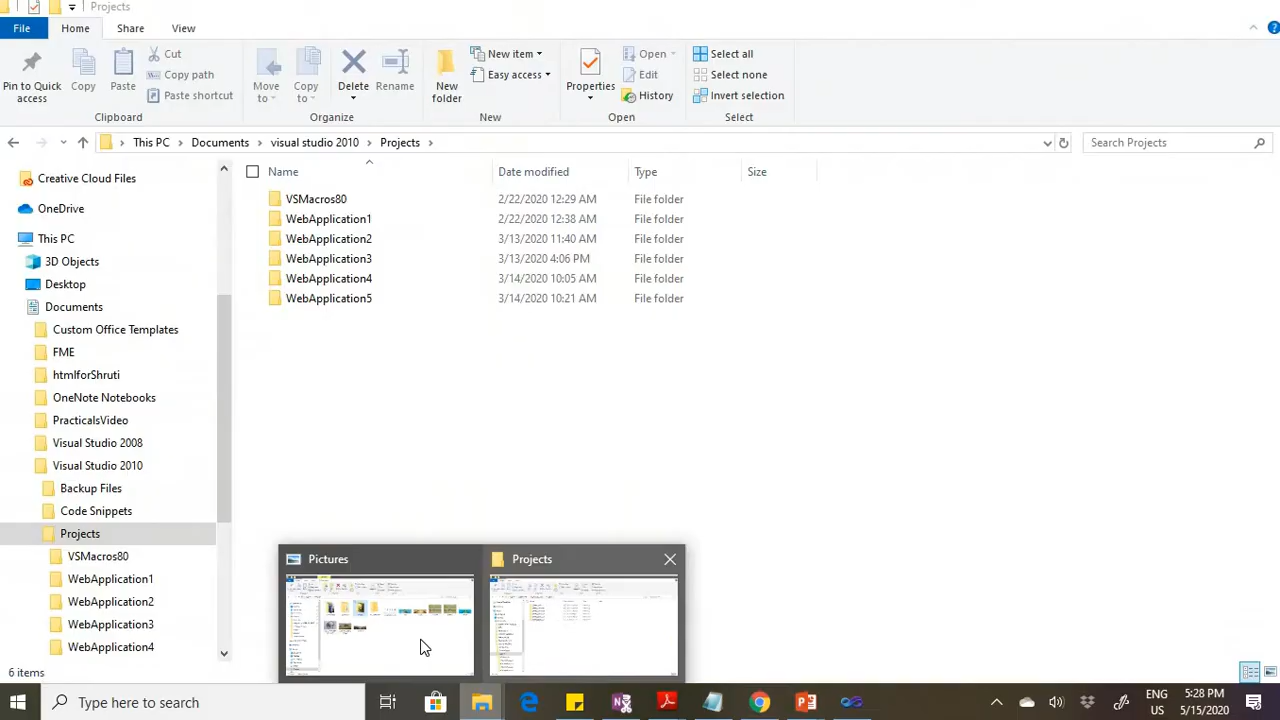 Projects
File Home Share View
Pin to Quick access
Copy
Paste
Cut
Copy path
Paste shortcut
Clipboard
Move to
Copy to
Delete
Rename
Organize
New folder
New item
Easy access
New
Properties
Open
Edit
History
Open
Select all
Select none
Invert selection
Select
This PC > Documents > visual studio 2010 > Projects >
Search Projects
Name Date modified Type Size
VSMacros80 2/22/2020 12:29 AM File folder
WebApplication1 2/22/2020 12:38 AM File folder
WebApplication2 3/13/2020 11:40 AM File folder
WebApplication3 3/13/2020 4:06 PM File folder
WebApplication4 3/14/2020 10:05 AM File folder
WebApplication5 3/14/2020 10:21 AM File folder
Creative Cloud Files
OneDrive
This PC
3D Objects
Desktop
Documents
Custom Office Templates
FME
htmlforShruti
OneNote Notebooks
PracticalsVideo
Visual Studio 2008
Visual Studio 2010
Backup Files
Code Snippets
Projects
VSMacros80
WebApplication1
WebApplication2
WebApplication3
WebApplication4
Pictures
Projects
6 items
Type here to search
ENG
US
5:28 PM
5/15/2020